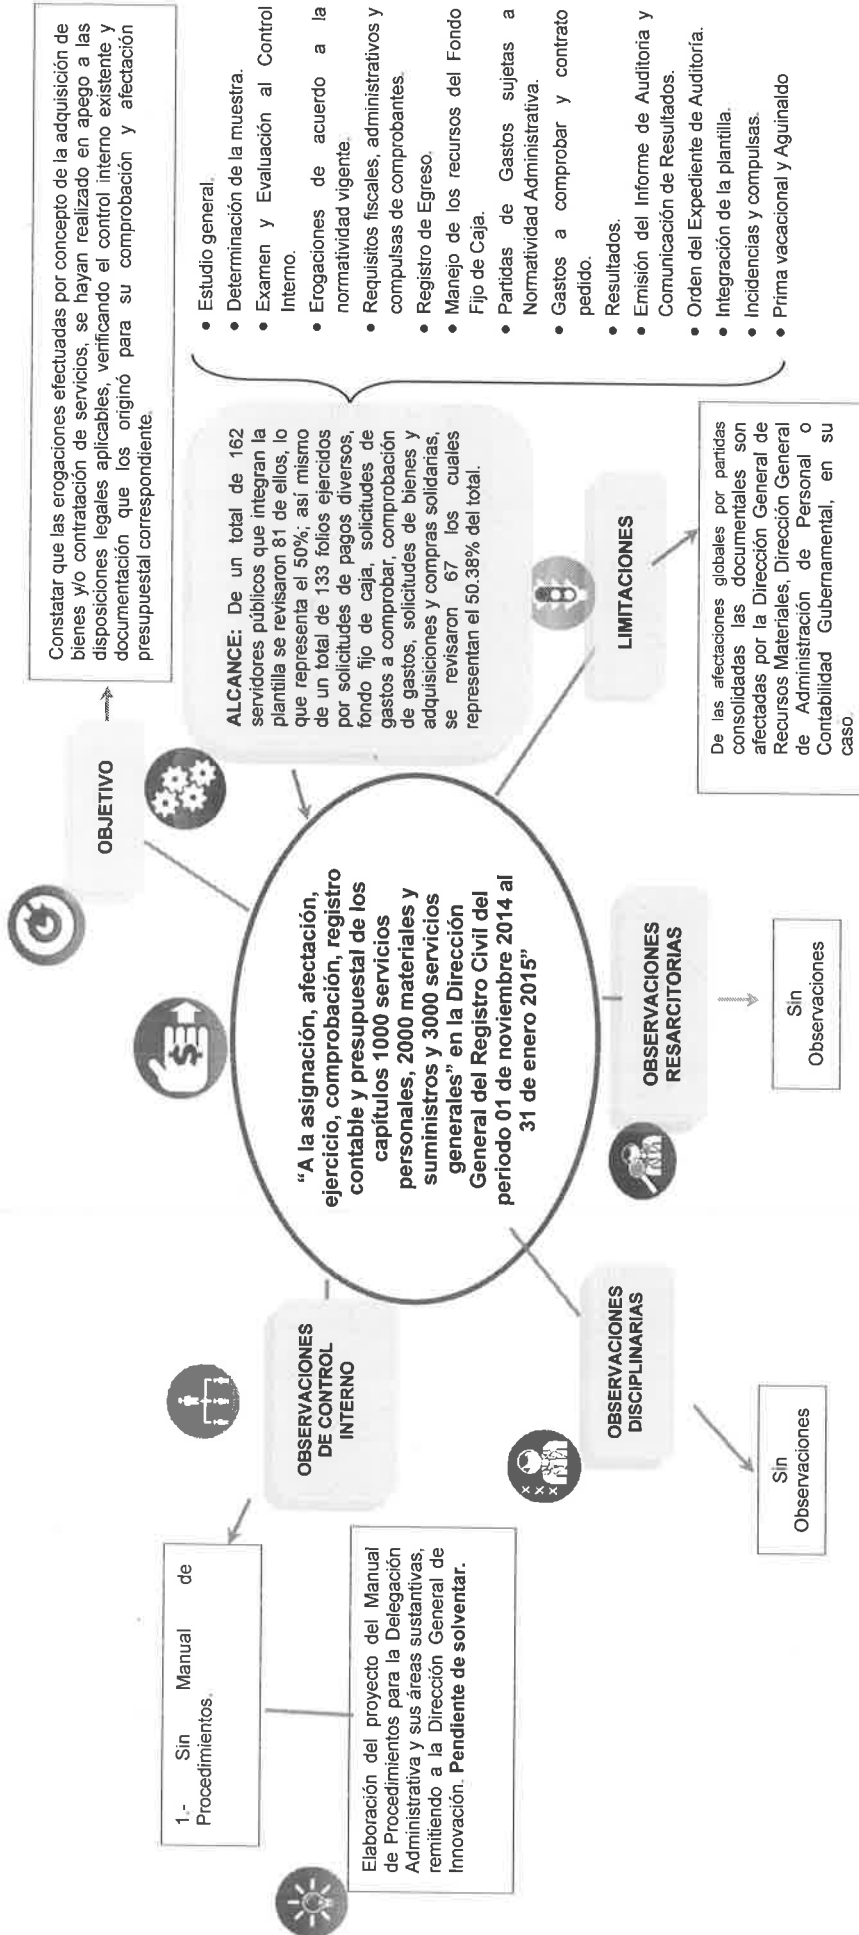 OBJETIVO
Constatar que las erogaciones efectuadas por concepto de la adquisición de
bienes y/o contratación de servicios, se hayan realizado en apego a las
disposiciones legales aplicables, verificando el control interno existente y
documentación que los originó para su comprobación y afectación
presupuestal correspondiente.
ALCANCE: De un total de 162
servidores públicos que integran la
plantilla se revisaron 81 de ellos, lo
que representa el 50%; así mismo
de un total de 133 folios ejercidos
por solicitudes de pagos diversos,
fondo fijo de caja, solicitudes de
gastos a comprobar, comprobación
de gastos, solicitudes de bienes y
adquisiciones y compras solidarias,
se revisaron 67 los cuales
representan el 50.38% del total.
• Estudio general.
• Determinación de la muestra.
• Examen y Evaluación al Control
Interno.
• Erogaciones de acuerdo a la
normatividad vigente.
• Requisitos fiscales, administrativos y
compulsas de comprobantes.
• Registro de Egreso.
• Manejo de los recursos del Fondo
Fijo de Caja.
• Partidas de Gastos sujetas a
Normatividad Administrativa.
• Gastos a comprobar y contrato
pedido.
• Resultados.
• Emisión del Informe de Auditoria y
Comunicación de Resultados.
• Orden del Expediente de Auditoría.
• Integración de la plantilla.
• Incidencias y compulsas.
• Prima vacacional y Aguinaldo
"A la asignación, afectación,
ejercicio, comprobación, registro
contable y presupuestal de los
capítulos 1000 servicios
personales, 2000 materiales y
suministros y 3000 servicios
generales" en la Dirección
General del Registro Civil del
periodo 01 de noviembre 2014 al
31 de enero 2015"
LIMITACIONES
De las afectaciones globales por partidas
consolidadas las documentales son
afectadas por la Dirección General de
Recursos Materiales, Dirección General
de Administración de Personal o
Contabilidad Gubernamental, en su
caso.
OBSERVACIONES
RESARCITORIAS
Sin
Observaciones
OBSERVACIONES
DISCIPLINARIAS
Sin
Observaciones
OBSERVACIONES
DE CONTROL
INTERNO
1.- Sin Manual de
Procedimientos.
Elaboración del proyecto del Manual
de Procedimientos para la Delegación
Administrativa y sus áreas sustantivas,
remitiendo a la Dirección General de
Innovación. Pendiente de solventar.
$
x x x